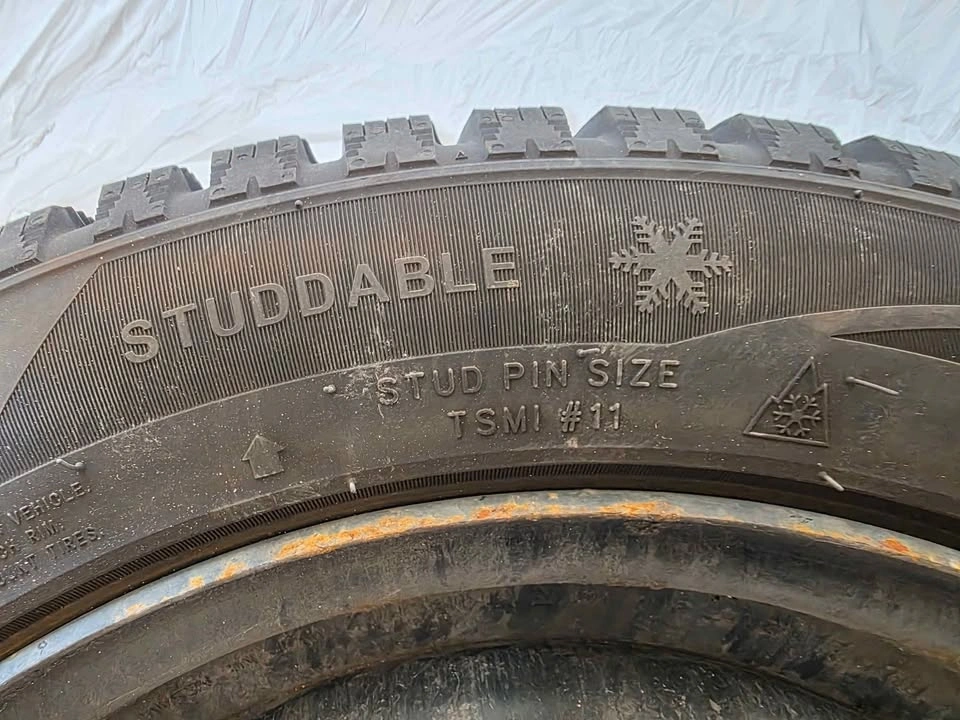 STUDDABLE
STUD PIN SIZE
TSMI #11
VEHICLE.
RIM.
TIRES.